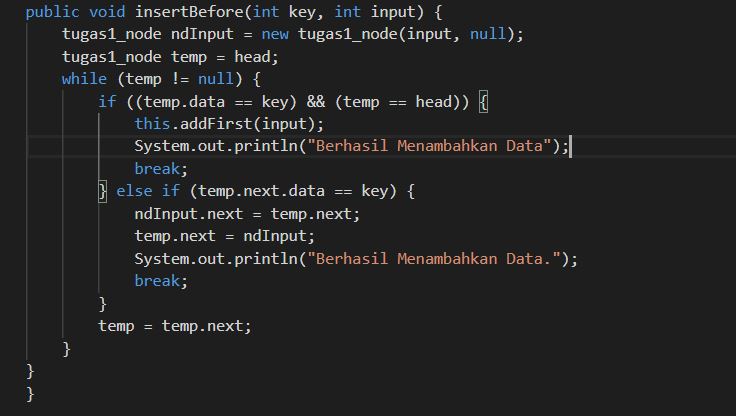 public void insertBefore(int key, int input) {
    tugas1_node ndInput = new tugas1_node(input, null);
    tugas1_node temp = head;
    while (temp != null) {
        if ((temp.data == key) && (temp == head)) {
            this.addFirst(input);
            System.out.println("Berhasil Menambahkan Data");
            break;
        } else if (temp.next.data == key) {
            ndInput.next = temp.next;
            temp.next = ndInput;
            System.out.println("Berhasil Menambahkan Data.");
            break;
        }
        temp = temp.next;
    }
}
}